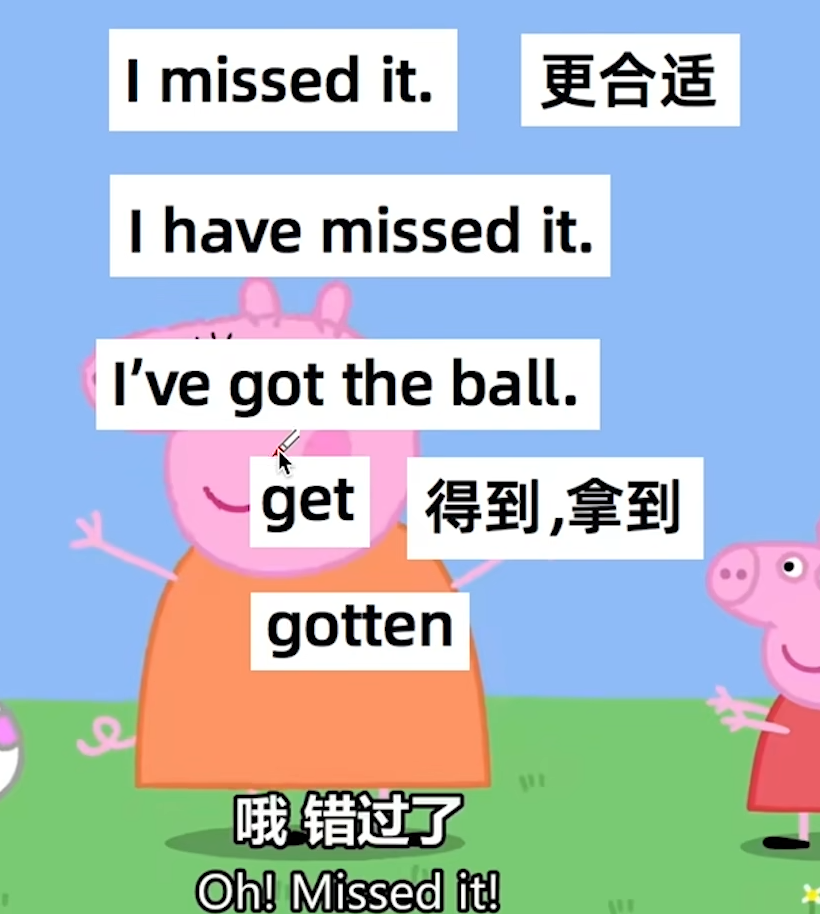 I missed it. 更合适
I have missed it.
I’ve got the ball.
get 得到,拿到
gotten
哦 错过了
Oh! Missed it!